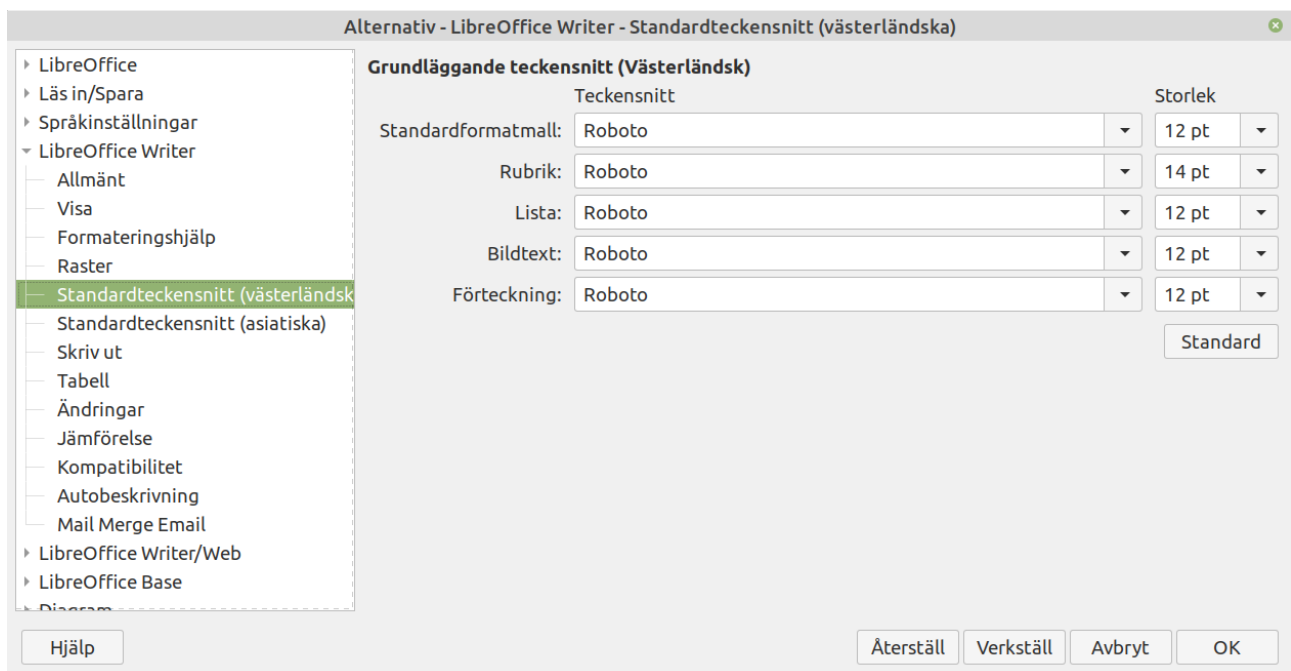 Alternativ - LibreOffice Writer - Standardteckensnitt (västerländska)
LibreOffice
Läs in/Spara
Språkinställningar
LibreOffice Writer
Allmänt
Visa
Formateringshjälp
Raster
Standardteckensnitt (västerländsk
Standardteckensnitt (asiatiska)
Skriv ut
Tabell
Ändringar
Jämförelse
Kompatibilitet
Autobeskrivning
Mail Merge Email
LibreOffice Writer/Web
LibreOffice Base
Diagram
Grundläggande teckensnitt (Västerländsk)
Teckensnitt Storlek
Standardformatmall: Roboto 12 pt
Rubrik: Roboto 14 pt
Lista: Roboto 12 pt
Bildtext: Roboto 12 pt
Förteckning: Roboto 12 pt
Standard
Hjälp Återställ Verkställ Avbryt OK